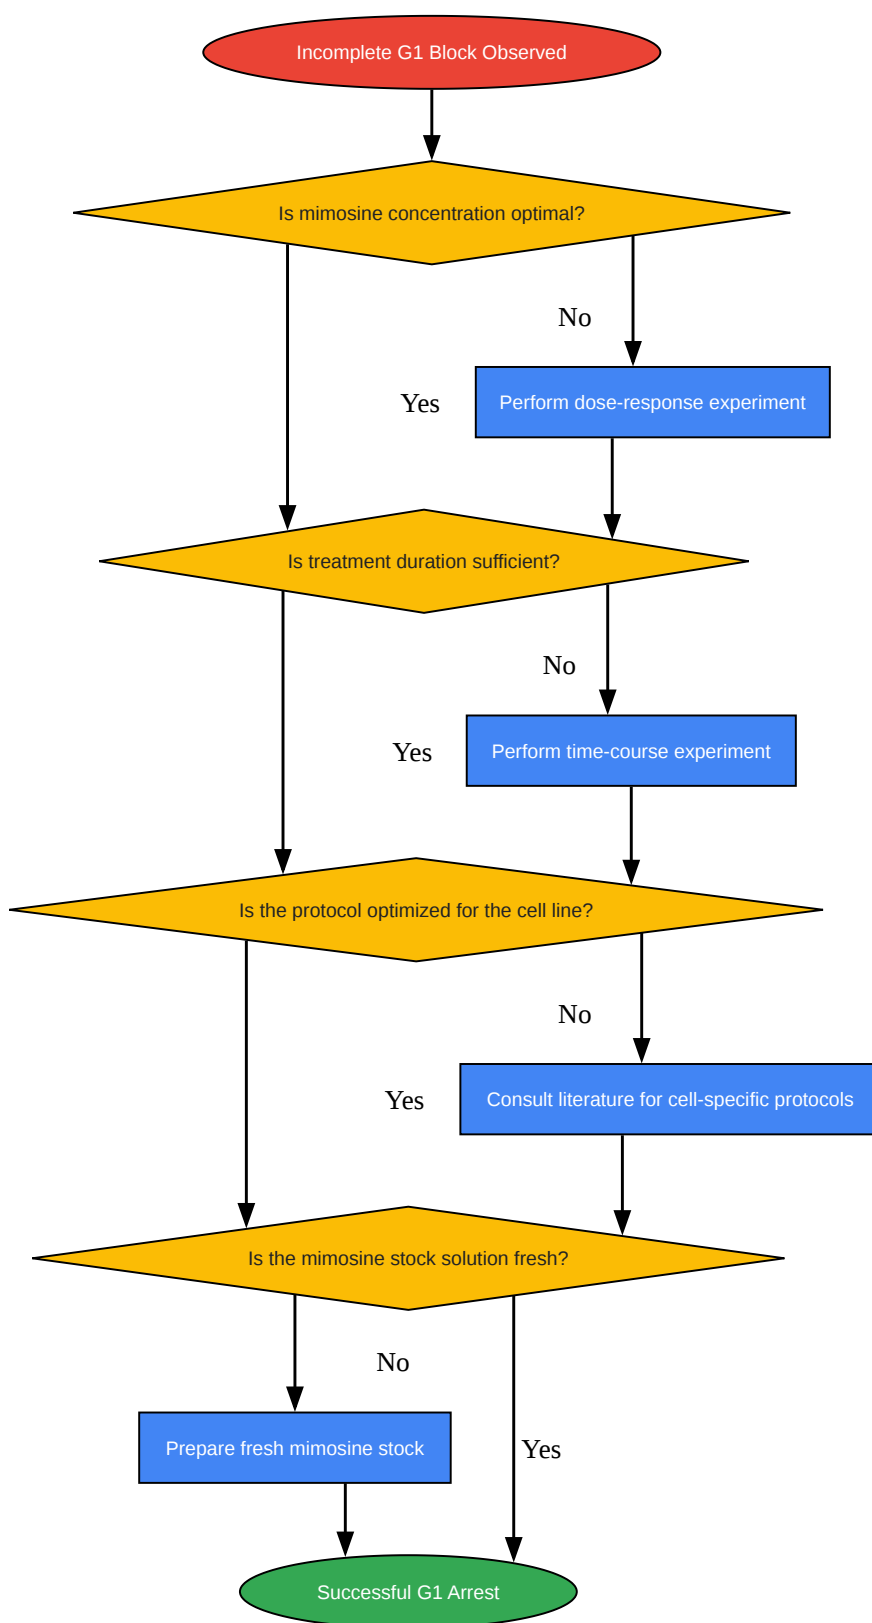 Incomplete G1 Block Observed
Is mimosine concentration optimal?
No
Yes
Perform dose-response experiment
Is treatment duration sufficient?
No
Yes
Perform time-course experiment
Is the protocol optimized for the cell line?
No
Yes
Consult literature for cell-specific protocols
Is the mimosine stock solution fresh?
No
Prepare fresh mimosine stock
Yes
Successful G1 Arrest